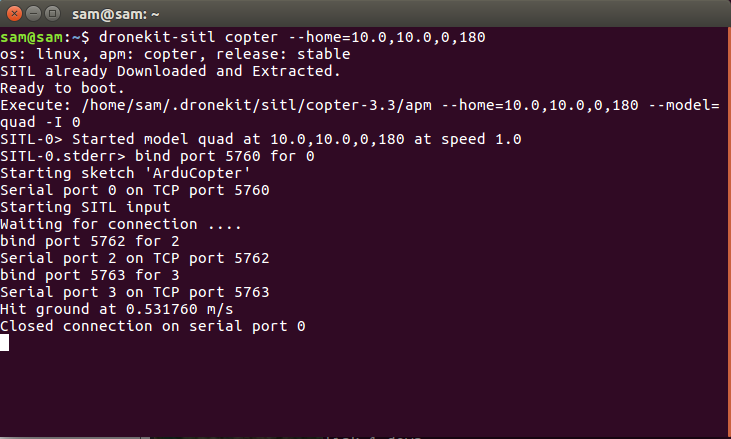 sam@sam: ~
sam@sam:~$ dronekit-sitl copter --home=10.0,10.0,0,180
os: linux, apm: copter, release: stable
SITL already Downloaded and Extracted.
Ready to boot.
Execute: /home/sam/.dronekit/sitl/copter-3.3/apm --home=10.0,10.0,0,180 --model=
quad -I 0
SITL-0> Started model quad at 10.0,10.0,0,180 at speed 1.0
SITL-0.stderr> bind port 5760 for 0
Starting sketch 'ArduCopter'
Serial port 0 on TCP port 5760
Starting SITL input
Waiting for connection ....
bind port 5762 for 2
Serial port 2 on TCP port 5762
bind port 5763 for 3
Serial port 3 on TCP port 5763
Hit ground at 0.531760 m/s
Closed connection on serial port 0